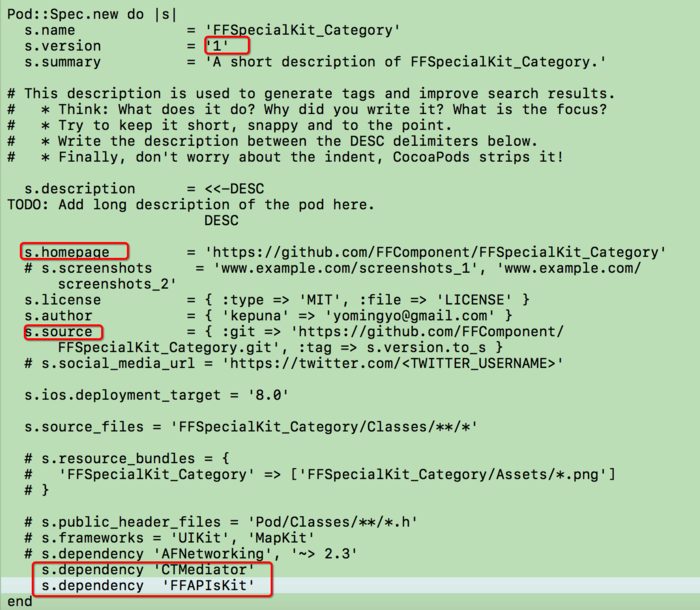 Pod::Spec.new do |s|
  s.name             = 'FFSpecialKit_Category'
  s.version          = '1'
  s.summary          = 'A short description of FFSpecialKit_Category.'

# This description is used to generate tags and improve search results.
#   * Think: What does it do? Why did you write it? What is the focus?
#   * Try to keep it short, snappy and to the point.
#   * Write the description between the DESC delimiters below.
#   * Finally, don't worry about the indent, CocoaPods strips it!

  s.description      = <<-DESC
TODO: Add long description of the pod here.
                       DESC

  s.homepage         = 'https://github.com/FFComponent/FFSpecialKit_Category'
  # s.screenshots     = 'www.example.com/screenshots_1', 'www.example.com/
      screenshots_2'
  s.license          = { :type => 'MIT', :file => 'LICENSE' }
  s.author           = { 'kepuna' => 'yomingyo@gmail.com' }
  s.source           = { :git => 'https://github.com/FFComponent/
      FFSpecialKit_Category.git', :tag => s.version.to_s }
  # s.social_media_url = 'https://twitter.com/<TWITTER_USERNAME>'

  s.ios.deployment_target = '8.0'

  s.source_files = 'FFSpecialKit_Category/Classes/**/*'

  # s.resource_bundles = {
  #   'FFSpecialKit_Category' => ['FFSpecialKit_Category/Assets/*.png']
  # }

  # s.public_header_files = 'Pod/Classes/**/*.h'
  # s.frameworks = 'UIKit', 'MapKit'
  # s.dependency 'AFNetworking', '~> 2.3'
    s.dependency 'CTMediator'
    s.dependency  'FFAPIsKit'
end